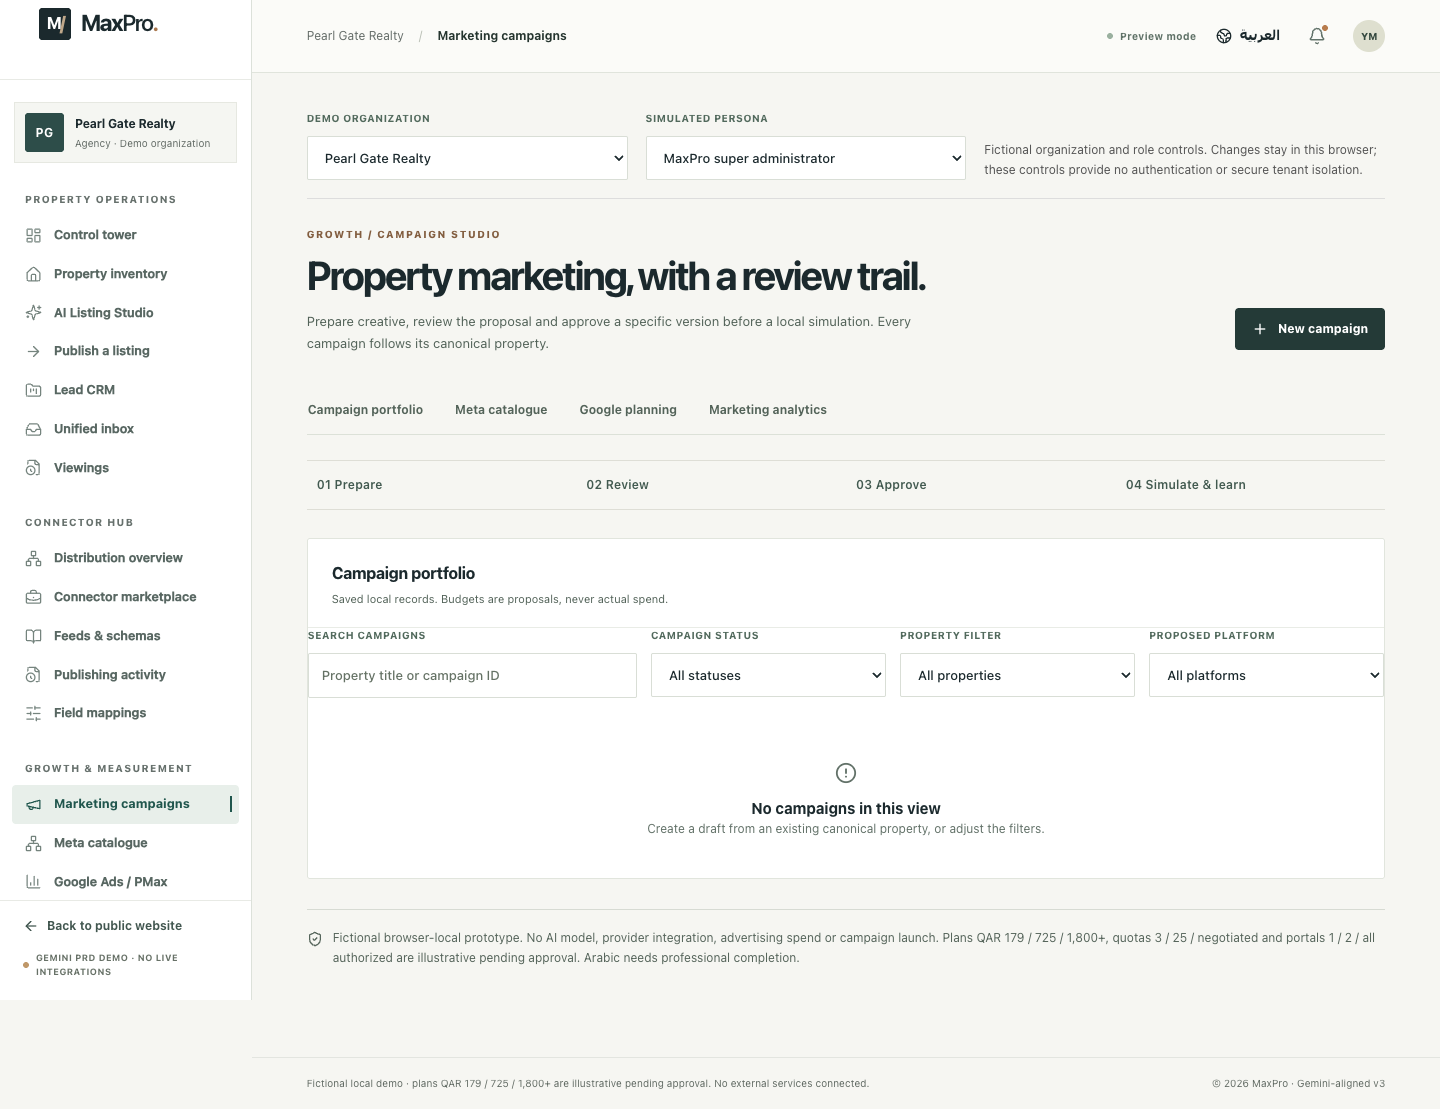 M/ MaxPro.
Pearl Gate Realty / Marketing campaigns
Preview mode
العربية
YM
PG
Pearl Gate Realty
Agency · Demo organization
PROPERTY OPERATIONS
Control tower
Property inventory
AI Listing Studio
Publish a listing
Lead CRM
Unified inbox
Viewings
CONNECTOR HUB
Distribution overview
Connector marketplace
Feeds & schemas
Publishing activity
Field mappings
GROWTH & MEASUREMENT
Marketing campaigns
Meta catalogue
Google Ads / PMax
Back to public website
GEMINI PRD DEMO · NO LIVE
INTEGRATIONS
DEMO ORGANIZATION
Pearl Gate Realty
SIMULATED PERSONA
MaxPro super administrator
Fictional organization and role controls. Changes stay in this browser;
these controls provide no authentication or secure tenant isolation.
GROWTH / CAMPAIGN STUDIO
Property marketing, with a review trail.
Prepare creative, review the proposal and approve a specific version before a local simulation. Every
campaign follows its canonical property.
New campaign
Campaign portfolio
Meta catalogue
Google planning
Marketing analytics
01 Prepare
02 Review
03 Approve
04 Simulate & learn
Campaign portfolio
Saved local records. Budgets are proposals, never actual spend.
SEARCH CAMPAIGNS
Property title or campaign ID
CAMPAIGN STATUS
All statuses
PROPERTY FILTER
All properties
PROPOSED PLATFORM
All platforms
No campaigns in this view
Create a draft from an existing canonical property, or adjust the filters.
Fictional browser-local prototype. No AI model, provider integration, advertising spend or campaign launch. Plans QAR 179 / 725 / 1,800+, quotas 3 / 25 / negotiated and portals 1 / 2 / all
authorized are illustrative pending approval. Arabic needs professional completion.
Fictional local demo · plans QAR 179 / 725 / 1,800+ are illustrative pending approval. No external services connected.
© 2026 MaxPro · Gemini-aligned v3